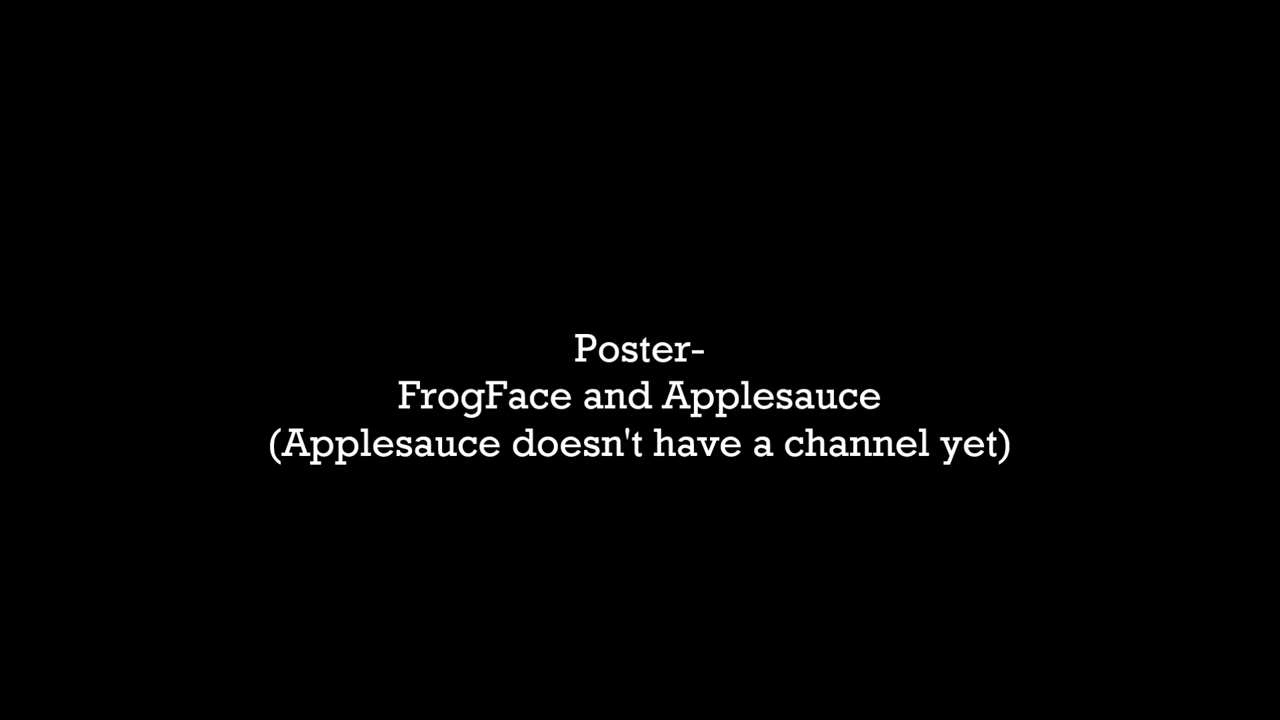 Poster-
FrogFace and Applesauce
(Applesauce doesn't have a channel yet)